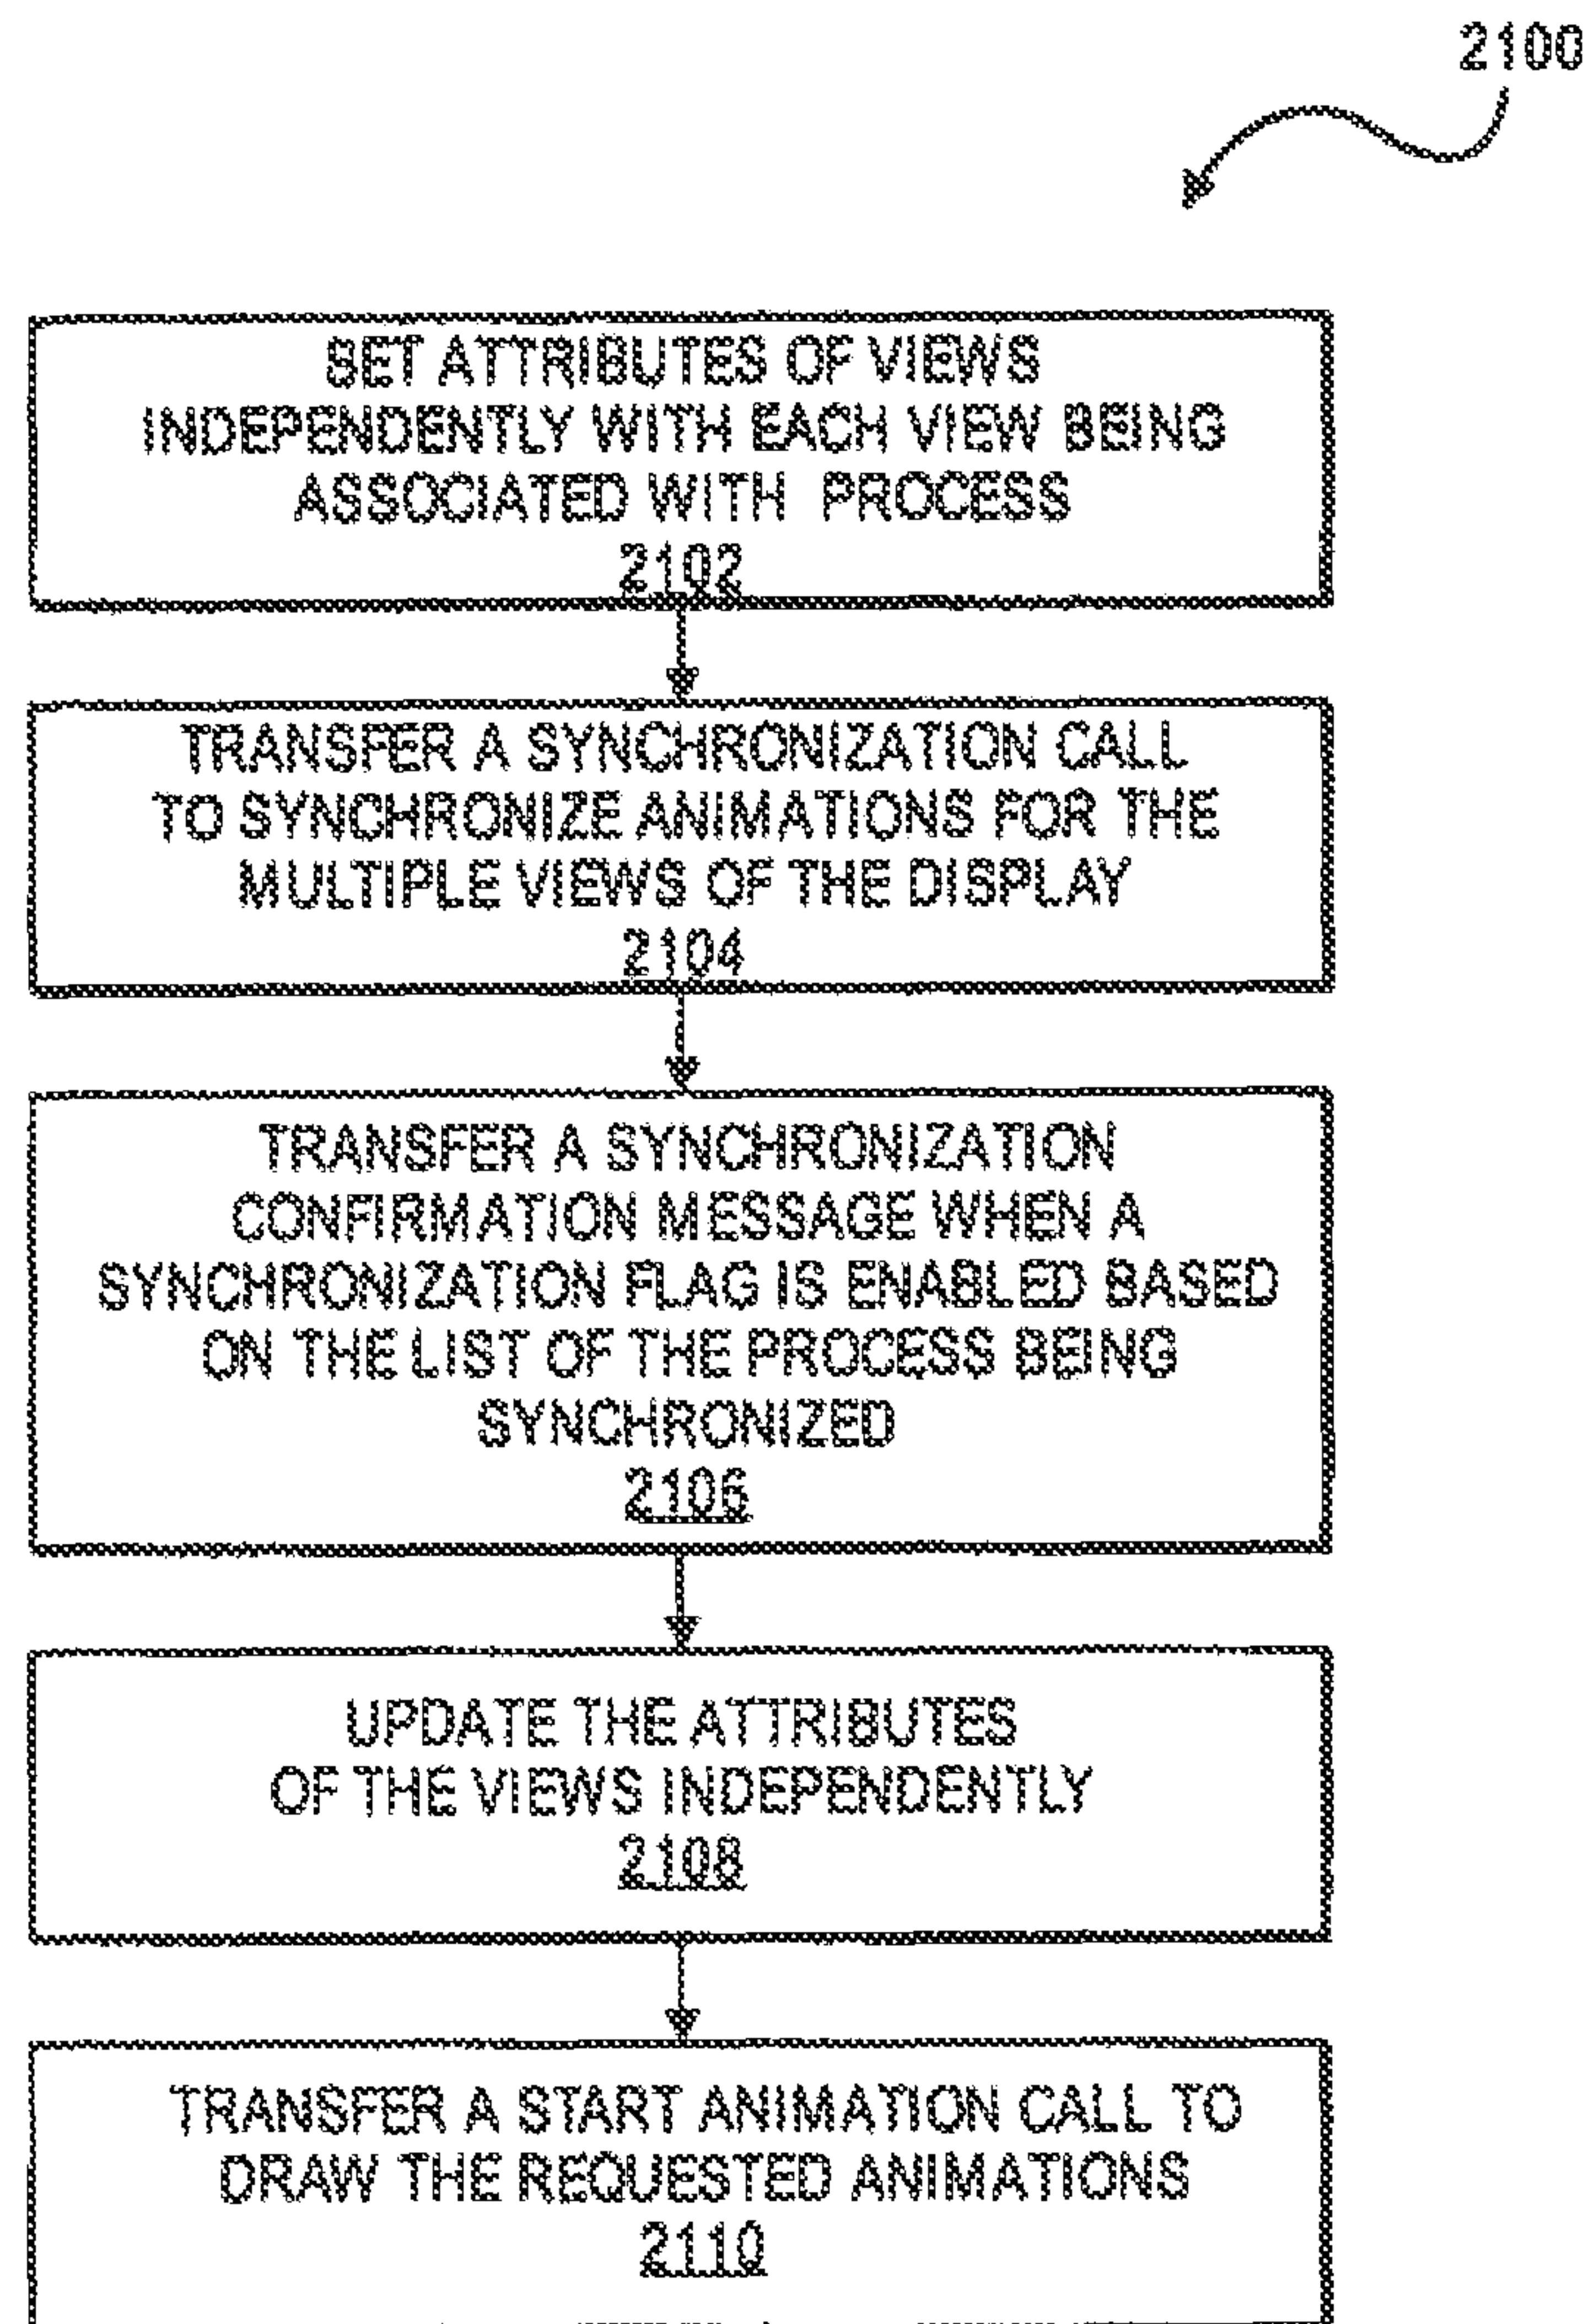 2100
SET ATTRIBUTES OF VIEWS
INDEPENDENTLY WITH EACH VIEW BEING
ASSOCIATED WITH PROCESS
2102
TRANSFER A SYNCHRONIZATION CALL
TO SYNCHRONIZE ANIMATIONS FOR THE
MULTIPLE VIEWS OF THE DISPLAY
2104
TRANSFER A SYNCHRONIZATION
CONFIRMATION MESSAGE WHEN A
SYNCHRONIZATION FLAG IS ENABLED BASED
ON THE LIST OF THE PROCESS BEING
SYNCHRONIZED
2106
UPDATE THE ATTRIBUTES
OF THE VIEWS INDEPENDENTLY
2108
TRANSFER A START ANIMATION CALL TO
DRAW THE REQUESTED ANIMATIONS
2110